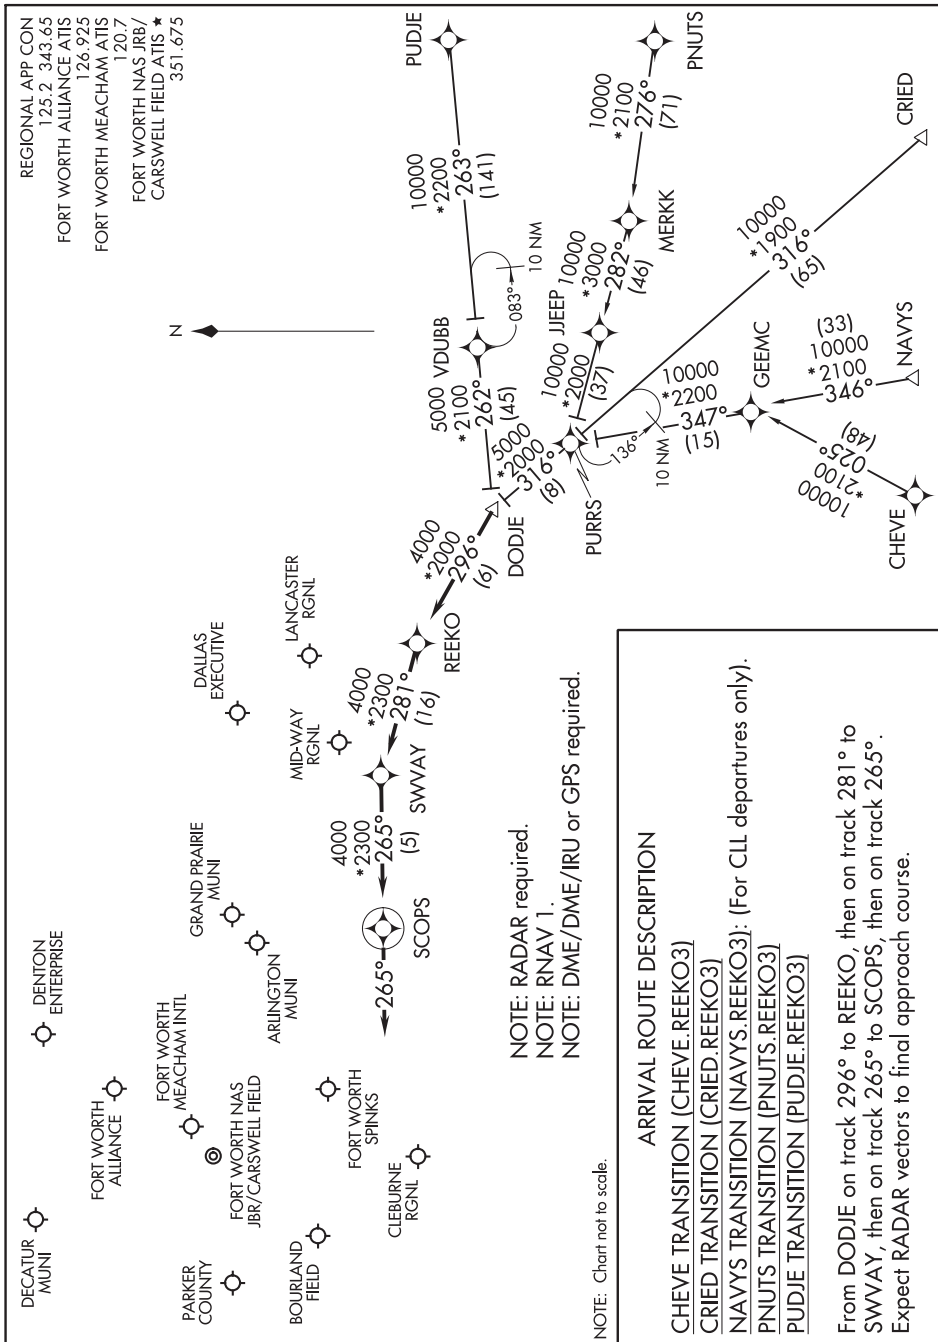 REGIONAL APP CON
125.2 343.65
FORT WORTH ALLIANCE ATIS
126.925
FORT WORTH MEACHAM ATIS
120.7
FORT WORTH NAS JRB/
CARSWELL FIELD ATIS ★
351.675
N
DECATUR
MUNI
DENTON
ENTERPRISE
FORT WORTH
ALLIANCE
FORT WORTH
MEACHAM INTL
GRAND PRAIRIE
MUNI
DALLAS
EXECUTIVE
PARKER
COUNTY
FORT WORTH NAS
JBR/CARSWELL FIELD
ARLINGTON
MUNI
MID-WAY
RGNL
LANCASTER
RGNL
BOURLAND
FIELD
FORT WORTH
SPINKS
CLEBURNE
RGNL
265°
SCOPS
4000
*2300
265°
(5)
SWVAY
4000
*2300
281°
(16)
REEKO
4000
*2000
296°
(6)
DODJE
5000
*2100
262°
(45)
VDUBB
083°
10 NM
10000
*2200
263°
(141)
PUDJE
5000
*2000
316°
(8)
PURRS
136°
10 NM
10000
*2000
(37)
JJEEP
10000
*3000
282°
(46)
MERKK
10000
*2100
276°
(71)
PNUTS
10000
*1900
316°
(65)
CRIED
10000
*2200
347°
(15)
GEEMC
(33)
10000
*2100
346°
NAVYS
(48)
025°
*2100
10000
CHEVE
NOTE: RADAR required.
NOTE: RNAV 1.
NOTE: DME/DME/IRU or GPS required.
NOTE: Chart not to scale.
ARRIVAL ROUTE DESCRIPTION
CHEVE TRANSITION (CHEVE.REEKO3)
CRIED TRANSITION (CRIED.REEKO3)
NAVYS TRANSITION (NAVYS.REEKO3): (For CLL departures only).
PNUTS TRANSITION (PNUTS.REEKO3)
PUDJE TRANSITION (PUDJE.REEKO3)
From DODJE on track 296° to REEKO, then on track 281° to
SWVAY, then on track 265° to SCOPS, then on track 265°.
Expect RADAR vectors to final approach course.